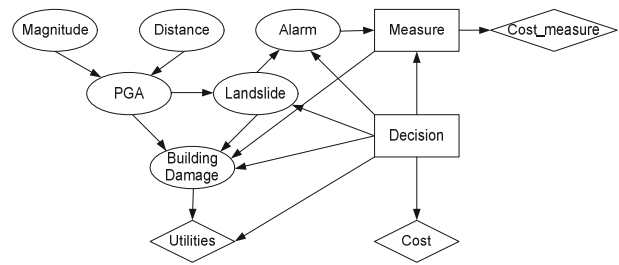 Magnitude
Distance
Alarm
Measure
Cost_measure
PGA
Landslide
Decision
Building
Damage
Utilities
Cost